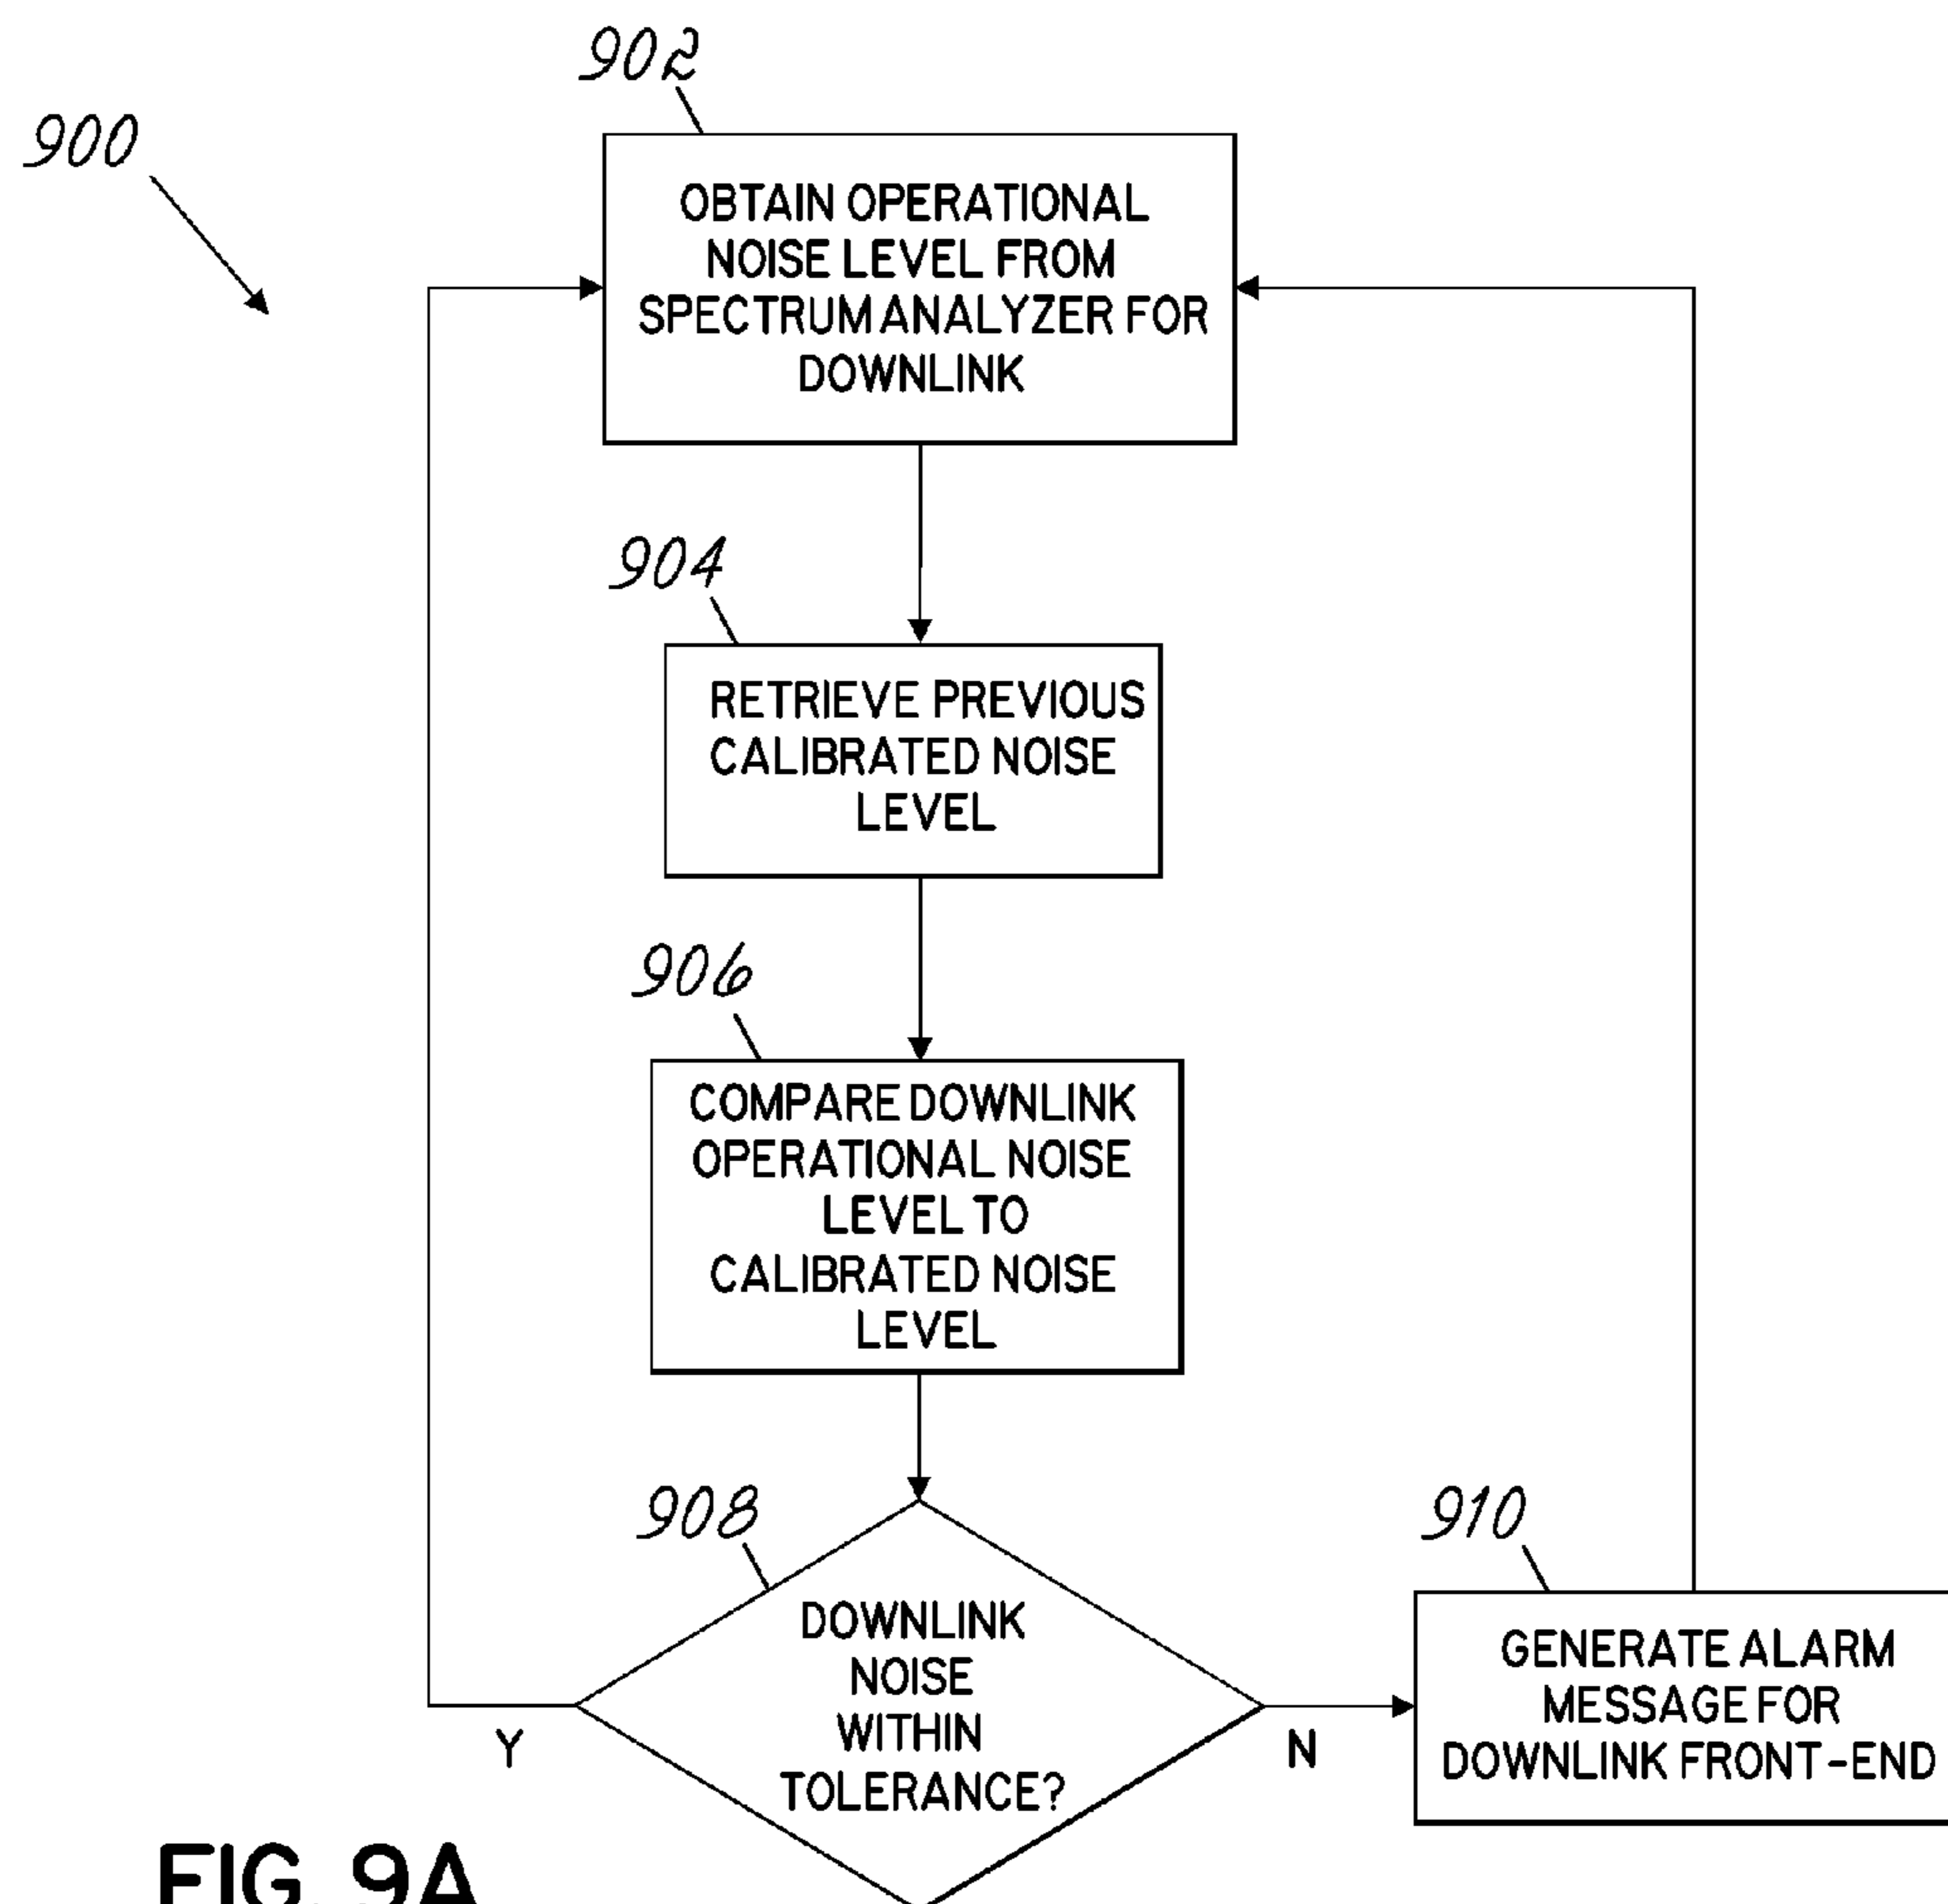 902
900
OBTAIN OPERATIONAL
NOISE LEVEL FROM
SPECTRUM ANALYZER FOR
DOWNLINK
904
RETRIEVE PREVIOUS
CALIBRATED NOISE
LEVEL
906
COMPARE DOWNLINK
OPERATIONAL NOISE
LEVEL TO
CALIBRATED NOISE
LEVEL
908
DOWNLINK
NOISE
WITHIN
TOLERANCE?
Y
N
910
GENERATE ALARM
MESSAGE FOR
DOWNLINK FRONT-END
FIG. 9A